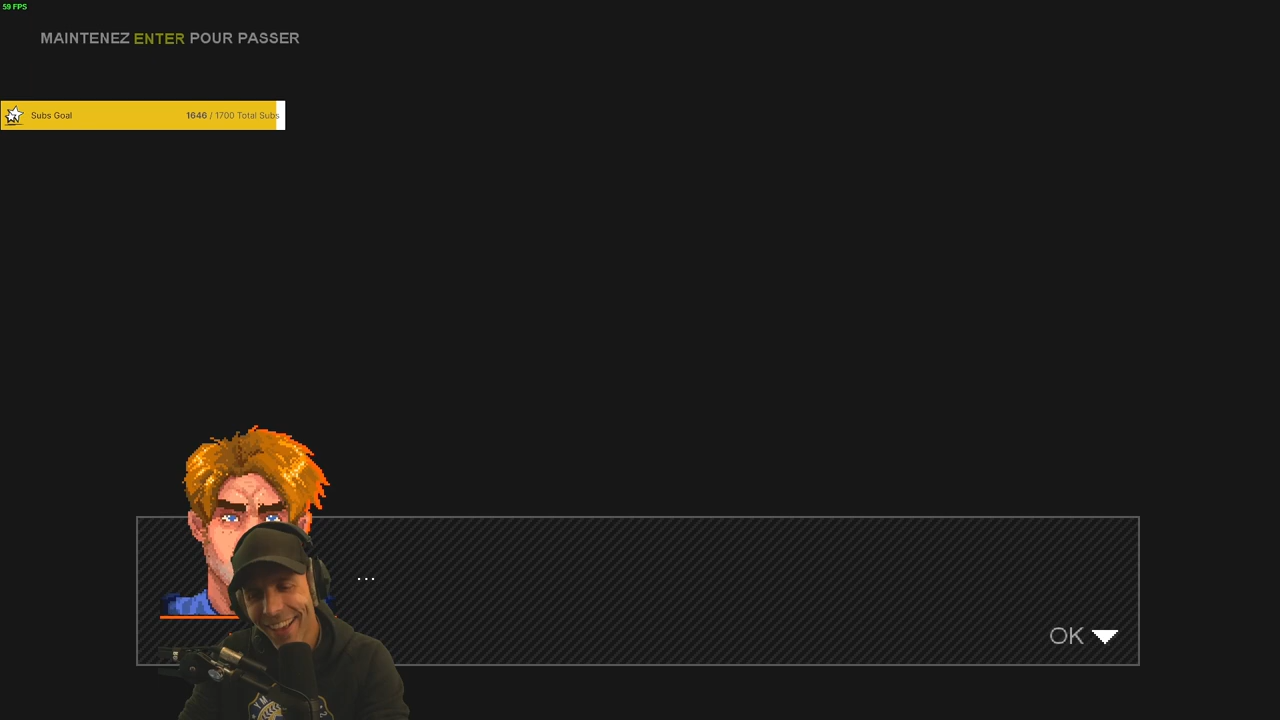 59 FPS
MAINTENEZ ENTER POUR PASSER
Subs Goal
1646 / 1700 Total Subs
...
OK